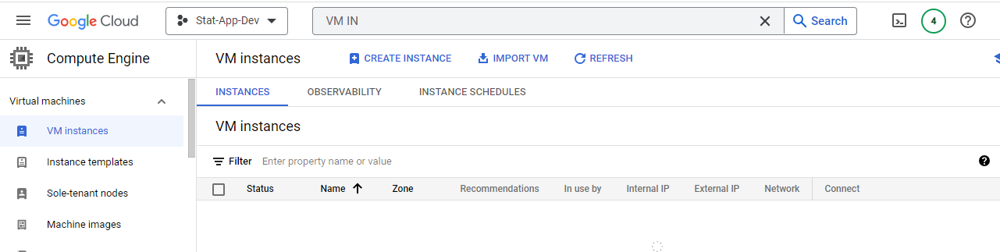 Google Cloud Stat-App-Dev VM IN Search 4
Compute Engine VM instances CREATE INSTANCE IMPORT VM REFRESH
Virtual machines INSTANCES OBSERVABILITY INSTANCE SCHEDULES
VM instances VM instances
Instance templates Filter Enter property name or value
Sole-tenant nodes Status Name Zone Recommendations In use by Internal IP External IP Network Connect
Machine images